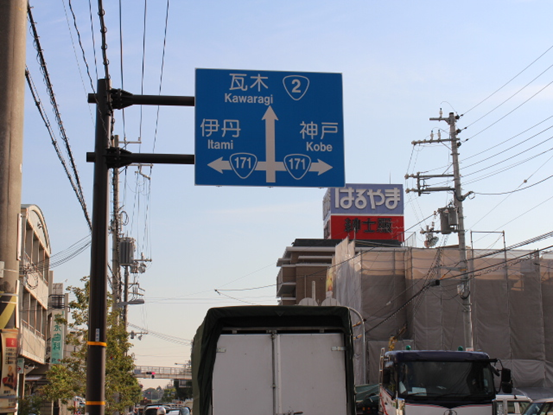 瓦木 2
Kawaragi
伊丹 神戸
Itami Kobe
171 171
はるやま
紳士服